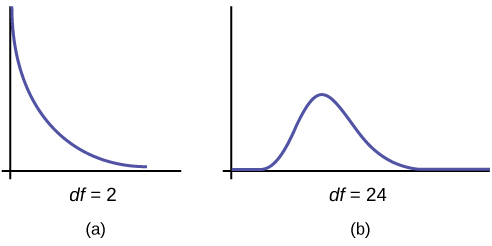 df = 2
df = 24
(a)
(b)